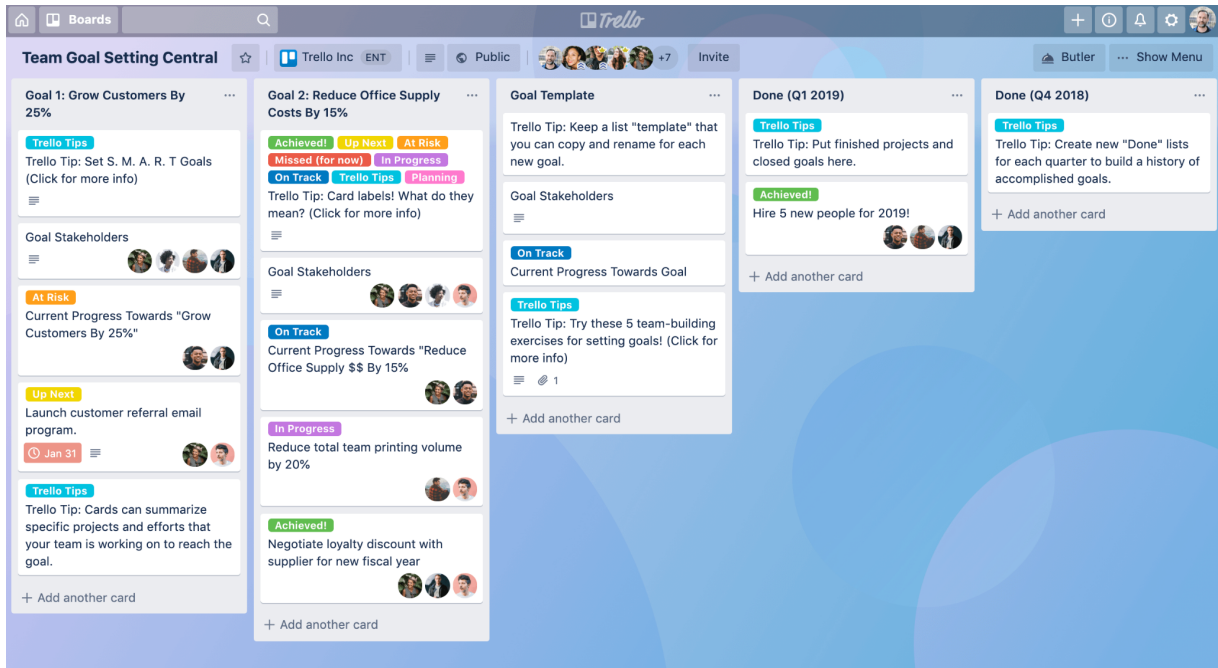 Boards
Trello
Team Goal Setting Central
Trello Inc ENT
Public
+7
Invite
Butler
... Show Menu
Goal 1: Grow Customers By
25%
Trello Tips
Trello Tip: Set S. M. A. R. T Goals
(Click for more info)
Goal Stakeholders
At Risk
Current Progress Towards "Grow
Customers By 25%"
Up Next
Launch customer referral email
program.
Jan 31
Trello Tips
Trello Tip: Cards can summarize
specific projects and efforts that
your team is working on to reach the
goal.
+ Add another card
Goal 2: Reduce Office Supply
Costs By 15%
Achieved! Up Next At Risk
Missed (for now) In Progress
On Track Trello Tips Planning
Trello Tip: Card labels! What do they
mean? (Click for more info)
Goal Stakeholders
On Track
Current Progress Towards "Reduce
Office Supply $$ By 15%
In Progress
Reduce total team printing volume
by 20%
Achieved!
Negotiate loyalty discount with
supplier for new fiscal year
+ Add another card
Goal Template
Trello Tip: Keep a list "template" that
you can copy and rename for each
new goal.
Goal Stakeholders
On Track
Current Progress Towards Goal
Trello Tips
Trello Tip: Try these 5 team-building
exercises for setting goals! (Click for
more info)
1
+ Add another card
Done (Q1 2019)
Trello Tips
Trello Tip: Put finished projects and
closed goals here.
Achieved!
Hire 5 new people for 2019!
+ Add another card
Done (Q4 2018)
Trello Tips
Trello Tip: Create new "Done" lists
for each quarter to build a history of
accomplished goals.
+ Add another card